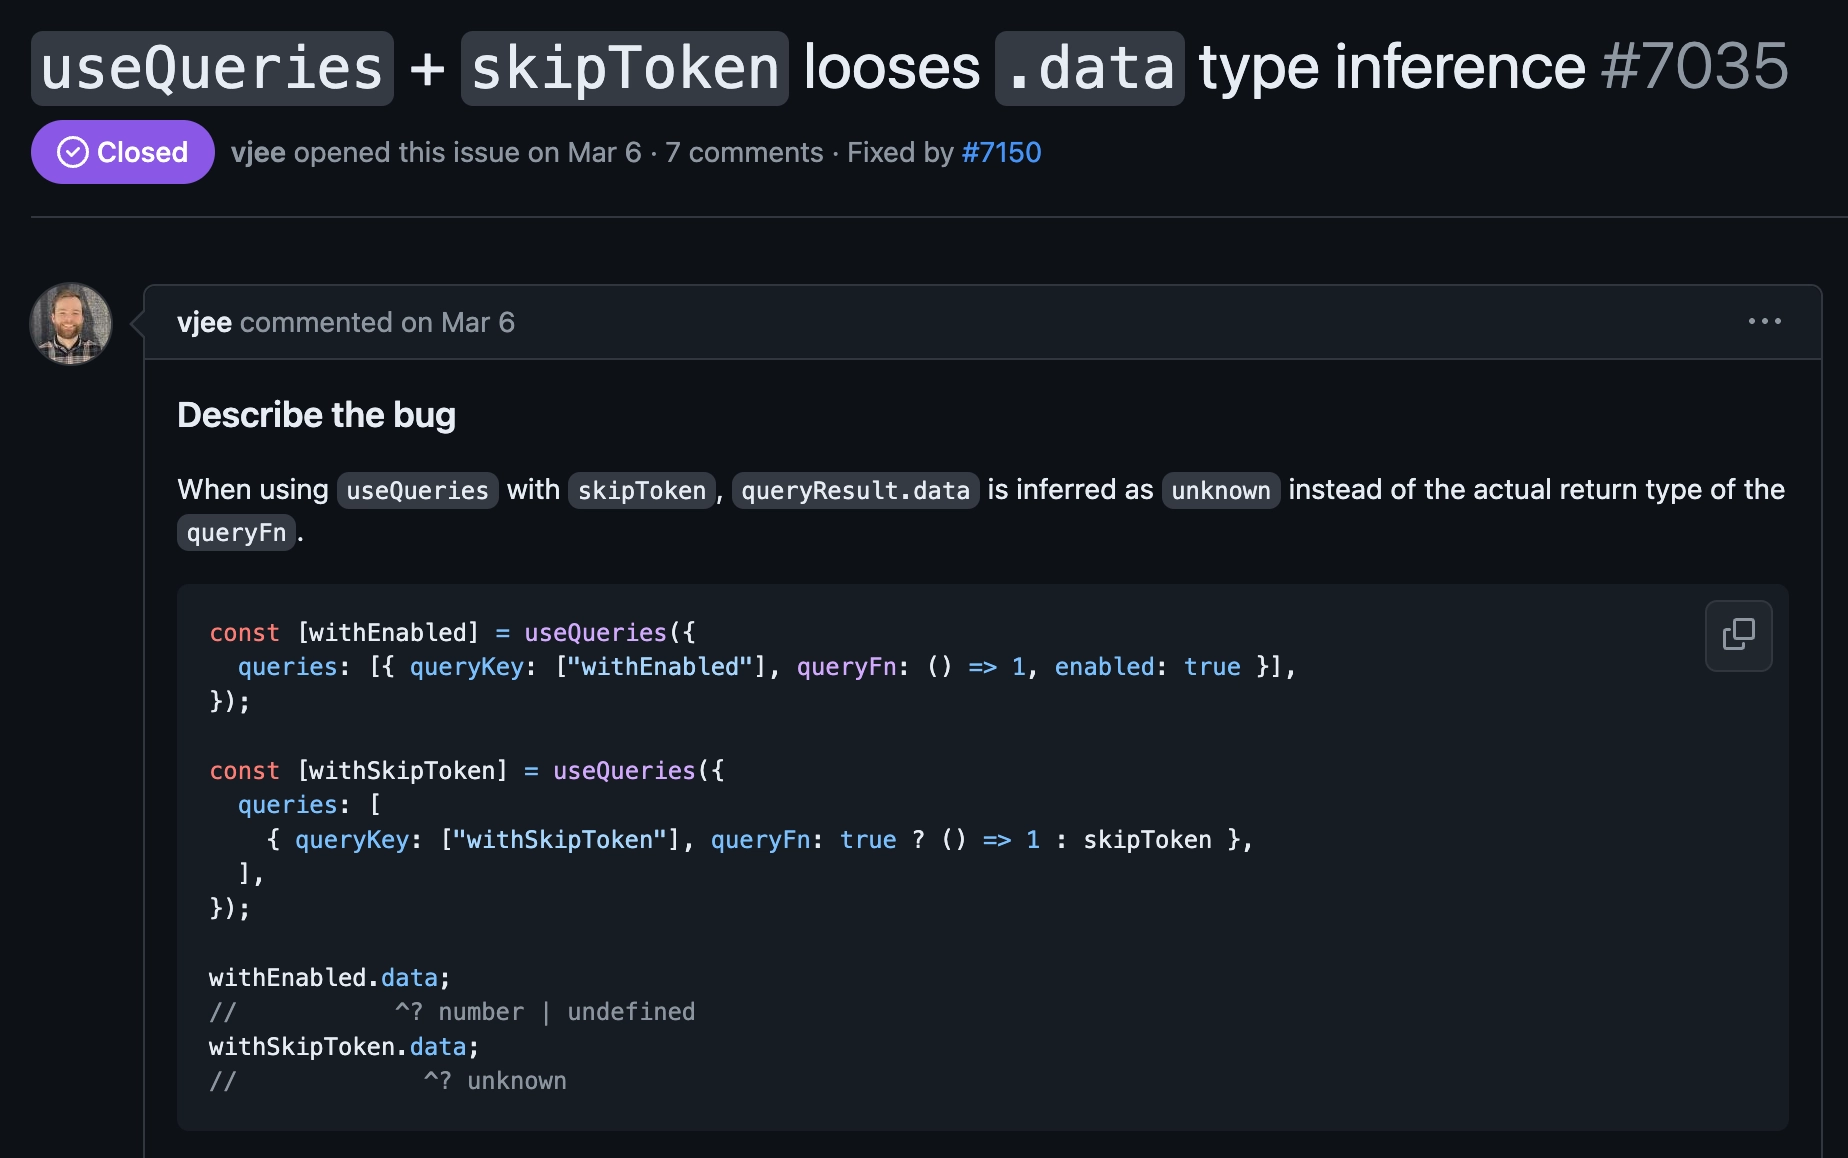 useQueries + skipToken looses .data type inference #7035
Closed vjee opened this issue on Mar 6 · 7 comments · Fixed by #7150
vjee commented on Mar 6
Describe the bug
When using useQueries with skipToken, queryResult.data is inferred as unknown instead of the actual return type of the
queryFn.
const [withEnabled] = useQueries({
  queries: [{ queryKey: ["withEnabled"], queryFn: () => 1, enabled: true }],
});
const [withSkipToken] = useQueries({
  queries: [
    { queryKey: ["withSkipToken"], queryFn: true ? () => 1 : skipToken },
  ],
});
withEnabled.data;
//           ^? number | undefined
withSkipToken.data;
//             ^? unknown